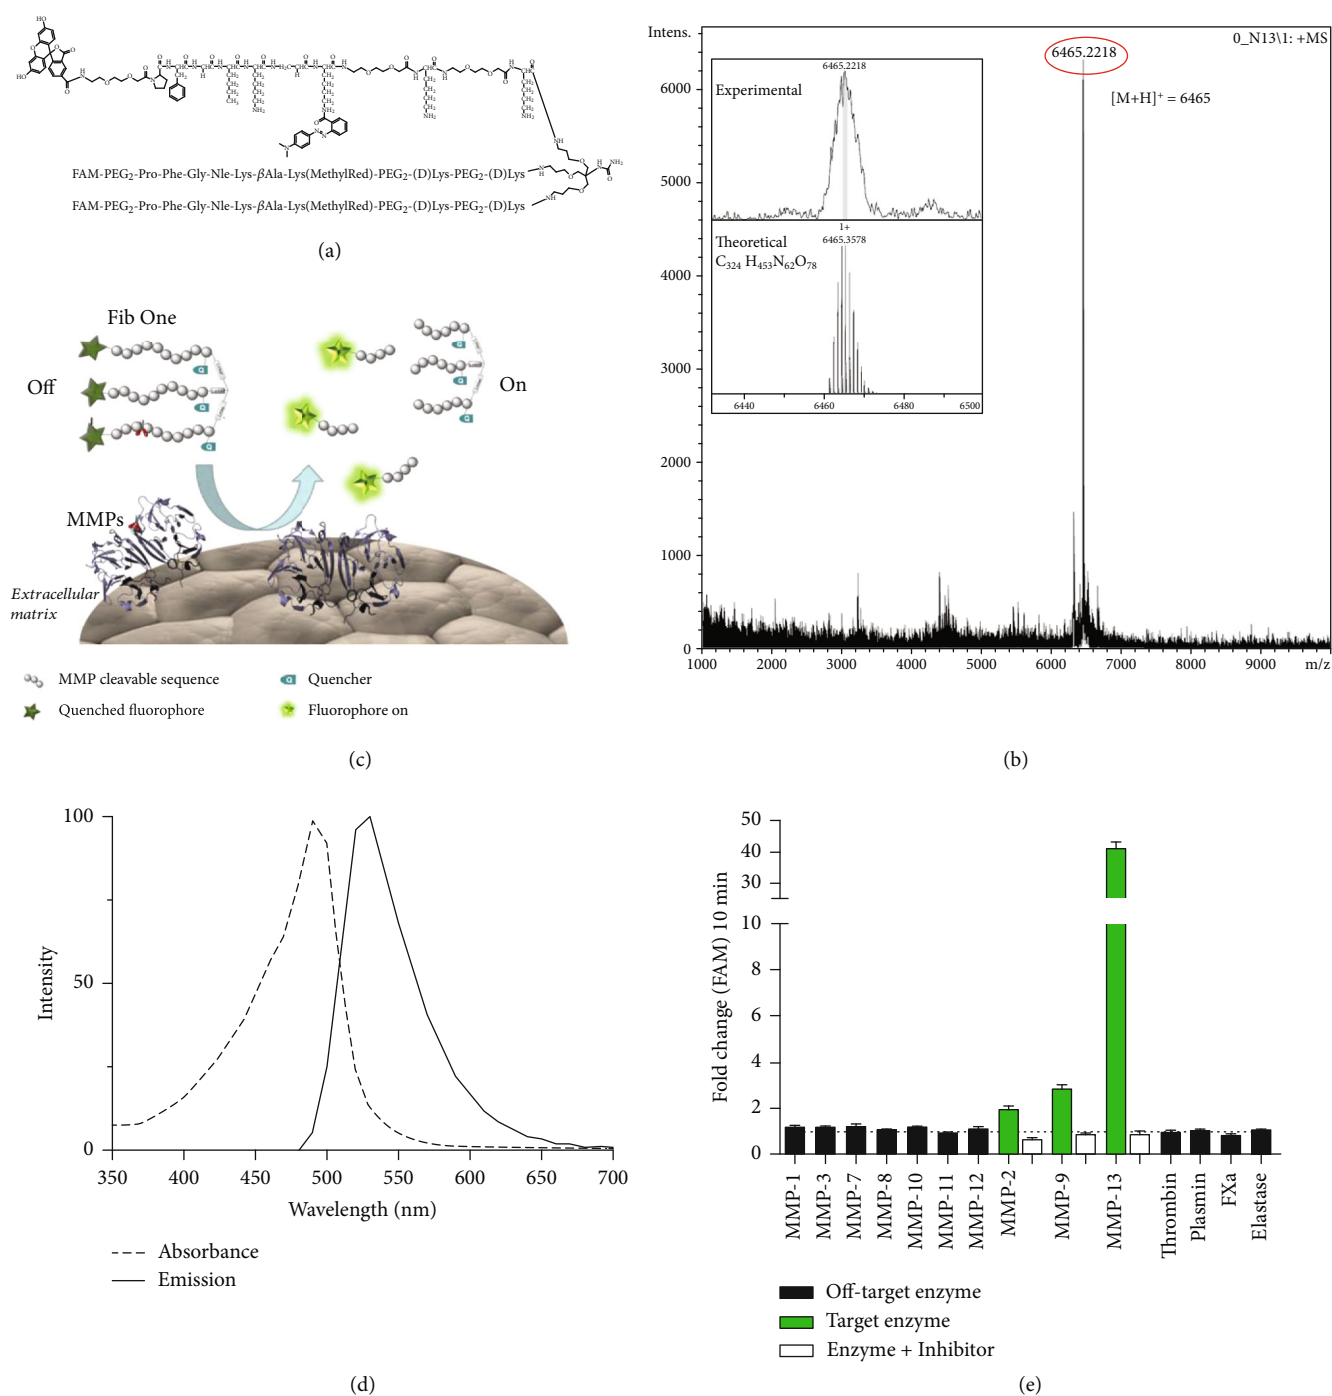 HO
HO
FAM-PEG₂-Pro-Phe-Gly-Nle-Lys-βAla-Lys(MethylRed)-PEG₂-(D)Lys-PEG₂-(D)Lys
FAM-PEG₂-Pro-Phe-Gly-Nle-Lys-βAla-Lys(MethylRed)-PEG₂-(D)Lys-PEG₂-(D)Lys
(a)
Intens.
0_N13\1: +MS
6465.2218
[M+H]⁺ = 6465
6465.2218
Experimental
1+
6465.3578
Theoretical
C₃₂₄ H₄₅₃N₆₂O₇₈
6440 6460 6480 6500
6000
5000
4000
3000
2000
1000
0
1000 2000 3000 4000 5000 6000 7000 8000 9000 m/z
(b)
Fib One
Off
On
MMPs
Extracellular
matrix
MMP cleavable sequence
Quencher
Quenched fluorophore
Fluorophore on
(c)
100
50
0
Intensity
350 400 450 500 550 600 650 700
Wavelength (nm)
Absorbance
Emission
(d)
50
40
30
10
8
6
4
2
0
Fold change (FAM) 10 min
MMP-1
MMP-3
MMP-7
MMP-8
MMP-10
MMP-11
MMP-12
MMP-2
MMP-9
MMP-13
Thrombin
Plasmin
FXa
Elastase
Off-target enzyme
Target enzyme
Enzyme + Inhibitor
(e)